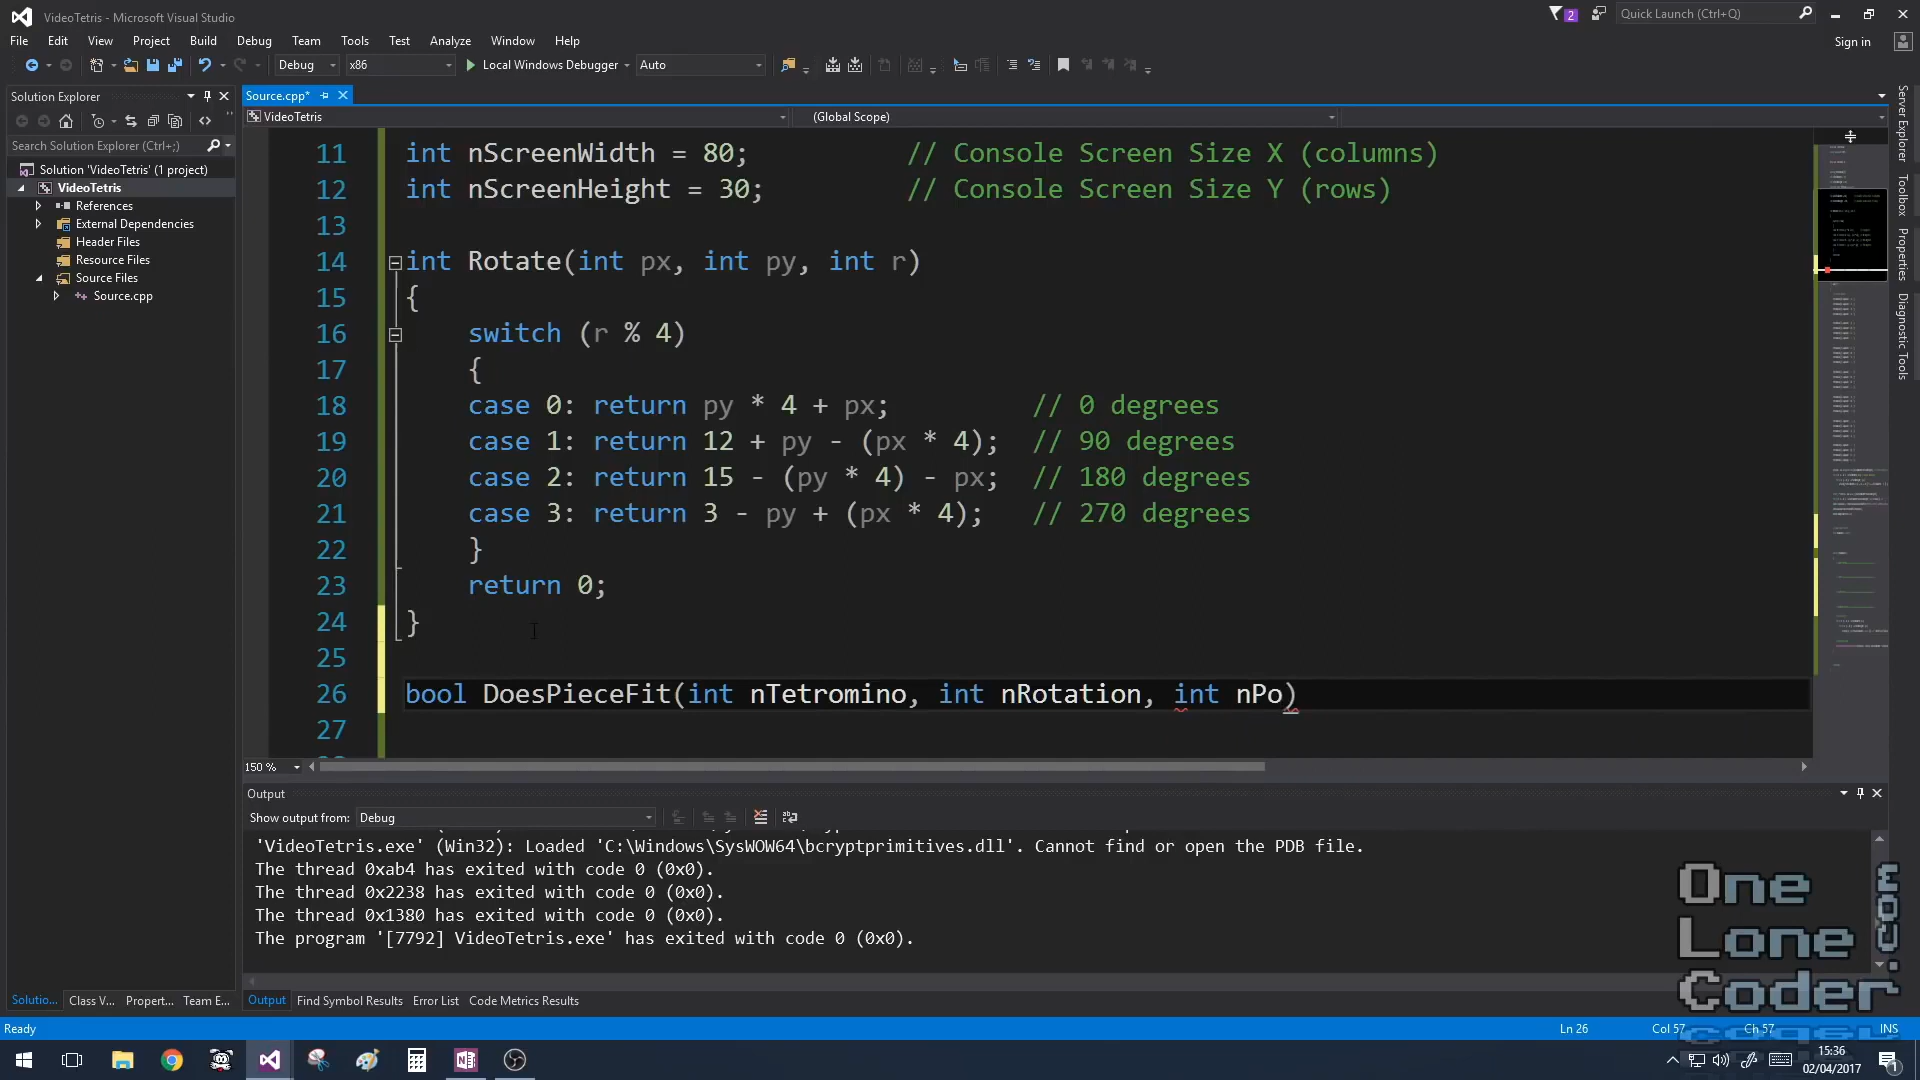 VideoTetris - Microsoft Visual Studio
2
Quick Launch (Ctrl+Q)
File Edit View Project Build Debug Team Tools Test Analyze Window Help
Sign in
Debug x86 Local Windows Debugger Auto
Solution Explorer
Source.cpp*
VideoTetris
(Global Scope)
Search Solution Explorer (Ctrl+;)
Solution 'VideoTetris' (1 project)
VideoTetris
References
External Dependencies
Header Files
Resource Files
Source Files
Source.cpp
11 int nScreenWidth = 80; // Console Screen Size X (columns)
12 int nScreenHeight = 30; // Console Screen Size Y (rows)
13
14 int Rotate(int px, int py, int r)
15 {
16 switch (r % 4)
17 {
18 case 0: return py * 4 + px; // 0 degrees
19 case 1: return 12 + py - (px * 4); // 90 degrees
20 case 2: return 15 - (py * 4) - px; // 180 degrees
21 case 3: return 3 - py + (px * 4); // 270 degrees
22 }
23 return 0;
24 }
25
26 bool DoesPieceFit(int nTetromino, int nRotation, int nPo)
27
150 %
Server Explorer
Toolbox
Properties
Diagnostic Tools
Output
Show output from: Debug
'VideoTetris.exe' (Win32): Loaded 'C:\Windows\SysWOW64\bcryptprimitives.dll'. Cannot find or open the PDB file.
The thread 0xab4 has exited with code 0 (0x0).
The thread 0x2238 has exited with code 0 (0x0).
The thread 0x1380 has exited with code 0 (0x0).
The program '[7792] VideoTetris.exe' has exited with code 0 (0x0).
Solutio... Class V... Propert... Team E...
Output Find Symbol Results Error List Code Metrics Results
One
Lone
Coder
.com
Ready
Ln 26 Col 57 Ch 57 INS
15:36
02/04/2017
1